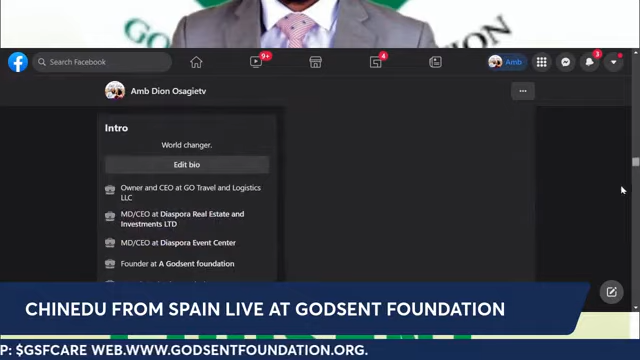 Search Facebook
9+
4
Amb
3
Amb Dion Osagietv
Intro
World changer.
Edit bio
Owner and CEO at GO Travel and Logistics
LLC
MD/CEO at Diaspora Real Estate and
Investments LTD
MD/CEO at Diaspora Event Center
Founder at A Godsent foundation
CHINEDU FROM SPAIN LIVE AT GODSENT FOUNDATION
P: $GSFCARE WEB.WWW.GODSENTFOUNDATION.ORG.